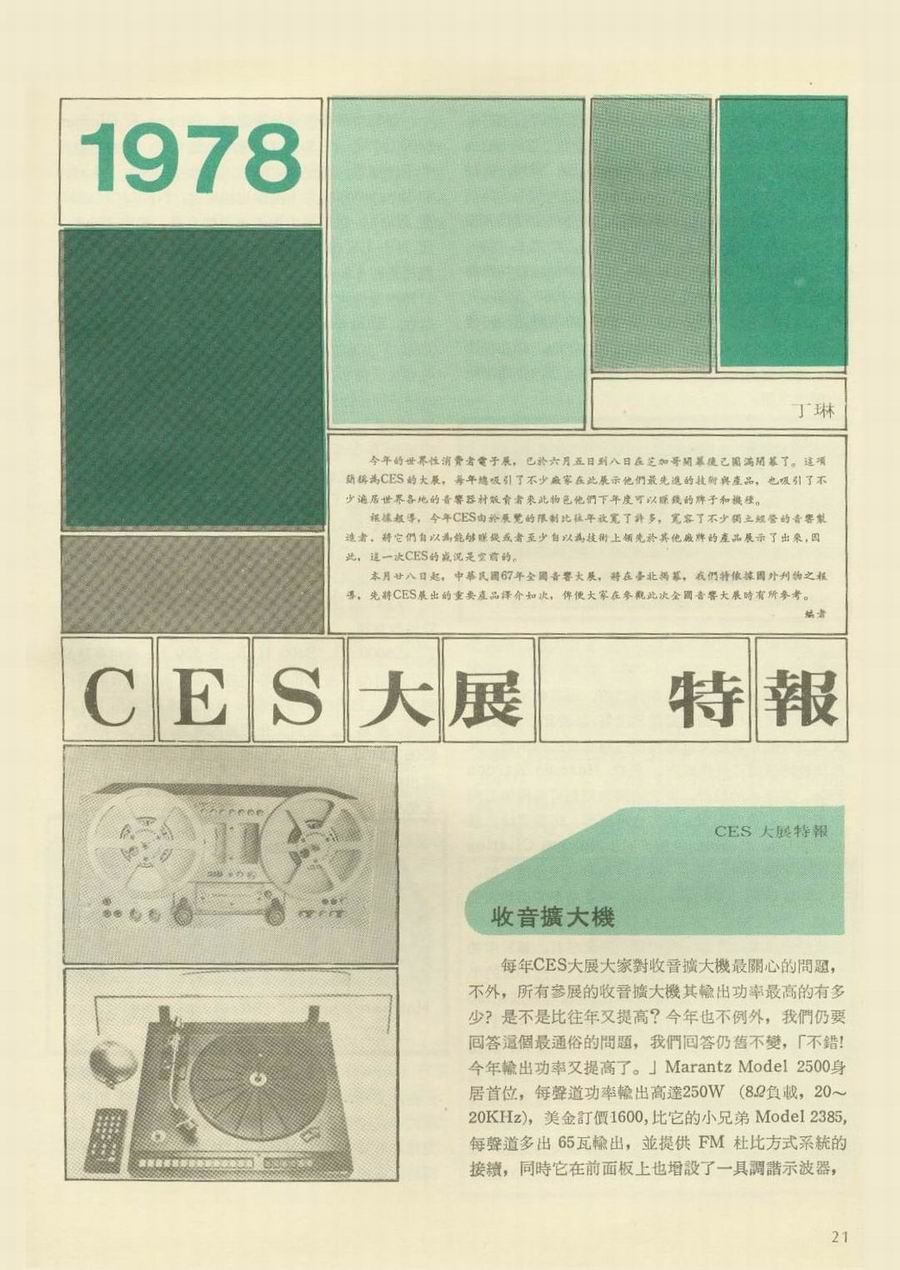 1978
丁琳
今年的世界性消費者電子展，已於六月五日到八日在芝加哥開幕後已圓滿閉幕了。這項
簡稱為CES的大展，每年總吸引了不少廠家在此展示他們最先進的技術與產品，也吸引了不
少遍居世界各地的音響器材販賣者來此物色他們下年度可以賺錢的牌子和機種。
根據報導，今年CES由於展覽的限制比往年放寬了許多，寬容了不少獨立經營的音響製
造者，將它們自以為能够賺錢或者至少自以為技術上領先於其他廠牌的產品展示了出來，因
此，這一次CES的盛況是空前的。
本月廿八日起，中華民國67年全國音響大展，將在臺北揭幕，我們特依據國外刊物之報
導，先將CES展出的重要產品譯介如次，俾使大家在參觀此次全國音響大展時有所參考。
編者
CES大展 特報
CES 大展特報
收音擴大機
每年CES大展大家對收音擴大機最關心的問題，
不外，所有參展的收音擴大機其輸出功率最高的有多
少？是不是比往年又提高？今年也不例外，我們仍要
回答這個最通俗的問題，我們回答仍舊不變，「不錯！
今年輸出功率又提高了。」Marantz Model 2500身
居首位，每聲道功率輸出高達250W （8Ω負載，20～
20KHz），美金訂價1600，比它的小兄弟 Model 2385，
每聲道多出 65瓦輸出，並提供 FM 杜比方式系統的
接續，同時它在前面板上也增設了一具調諧示波器，
21